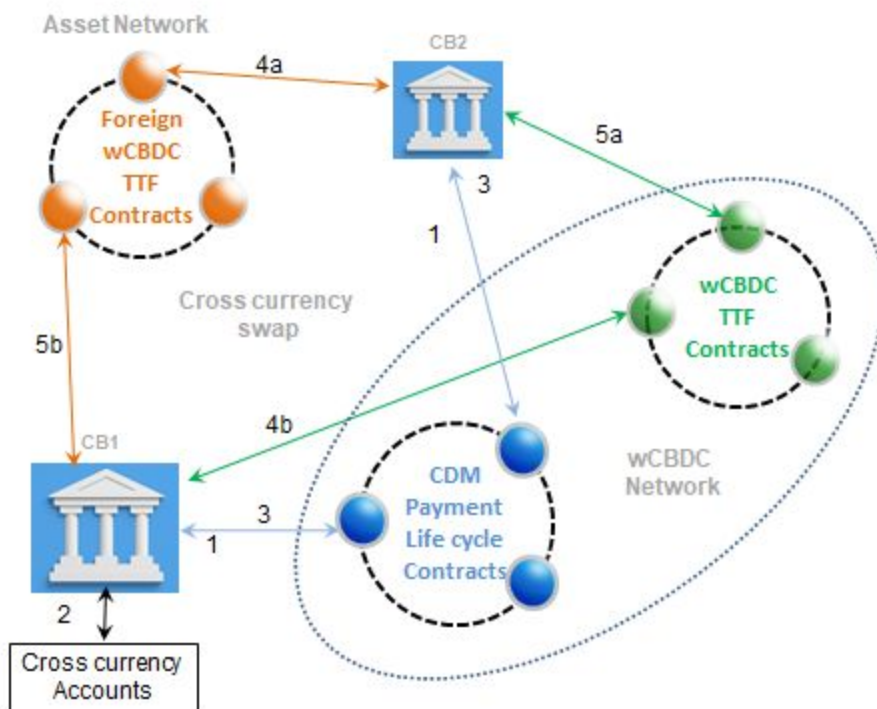 Asset Network
CB2
4a
Foreign
wCBDC
TTF
Contracts
5a
3
1
wCBDC
TTF
Contracts
Cross currency
swap
5b
4b
CB1
wCBDC
Network
CDM
Payment
Life cycle
Contracts
3
1
2
Cross currency
Accounts